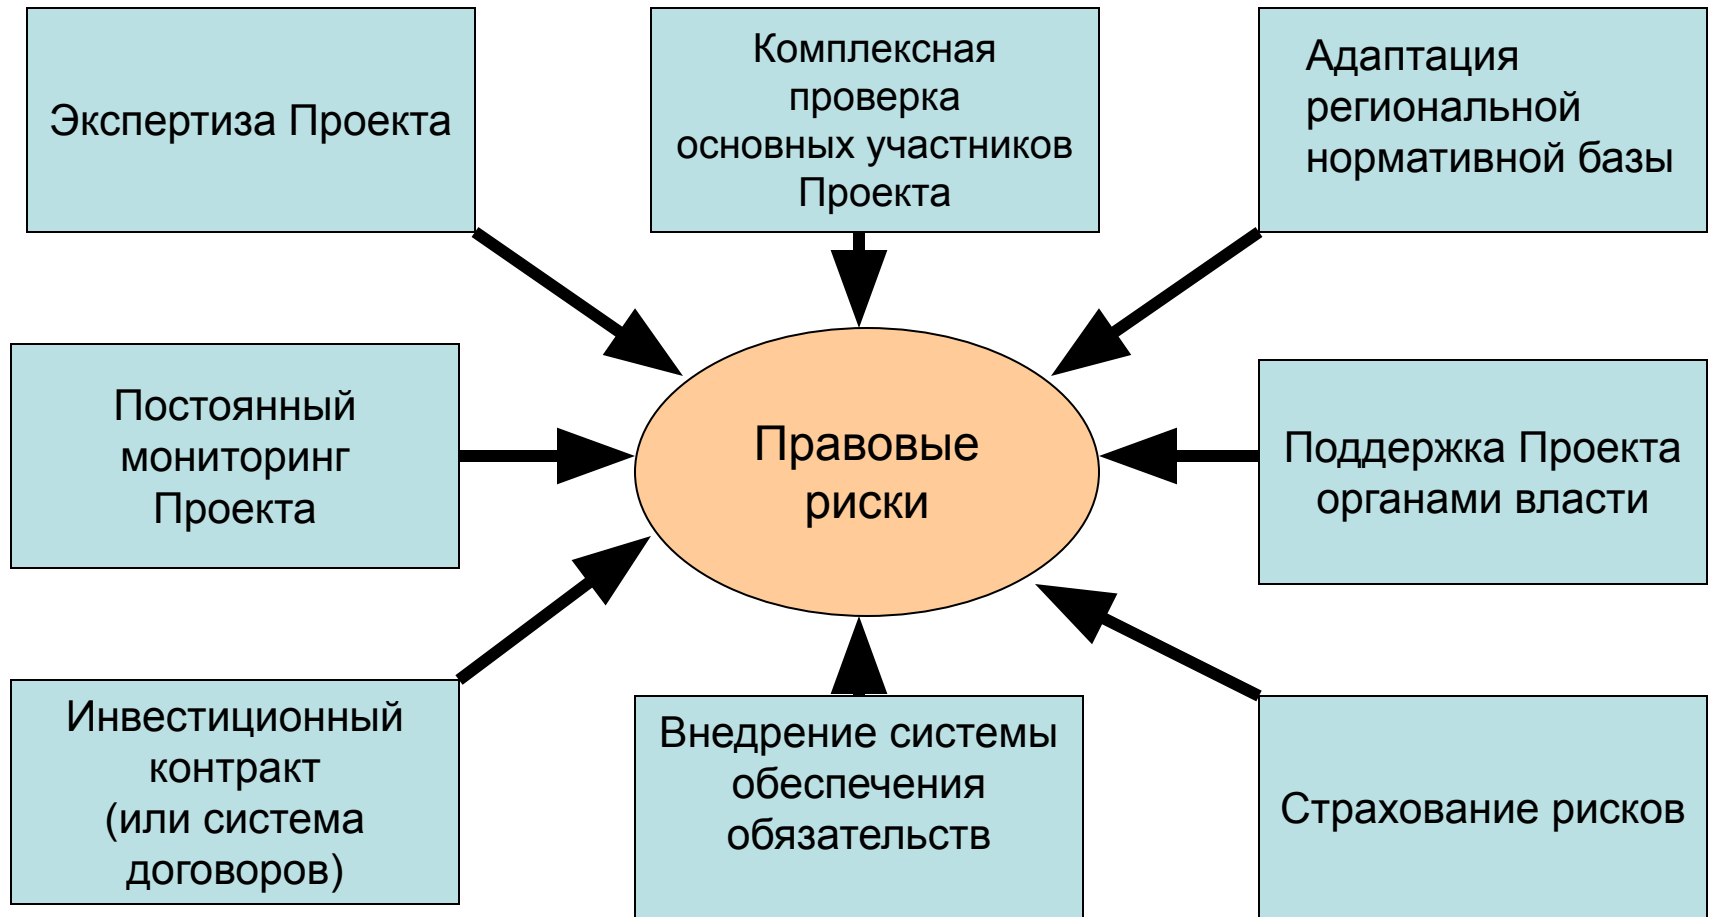 Экспертиза Проекта
Комплексная
проверка
основных участников
Проекта
Адаптация
региональной
нормативной базы
Постоянный
мониторинг
Проекта
Правовые
риски
Поддержка Проекта
органами власти
Инвестиционный
контракт
(или система
договоров)
Внедрение системы
обеспечения
обязательств
Страхование рисков